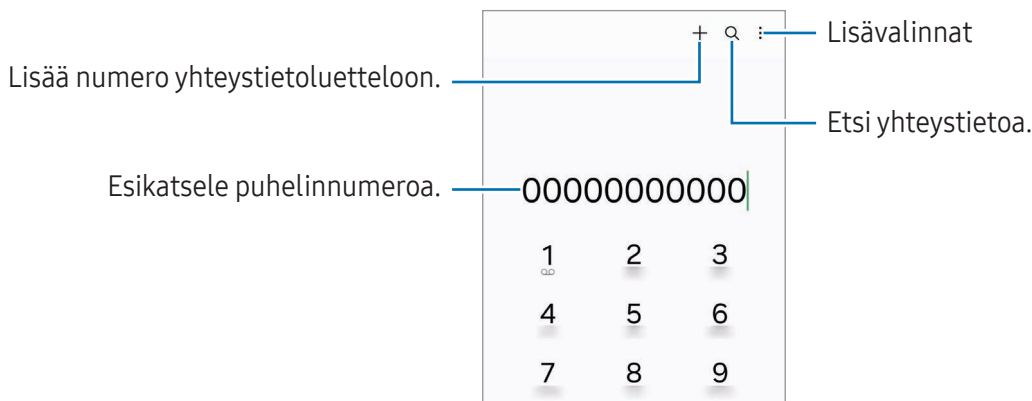 Lisävalinnat
Lisää numero yhteystietoluetteloon.
Etsi yhteystietoa.
Esikatsele puhelinnumeroa.
00000000000
1 2 3
4 5 6
7 8 9